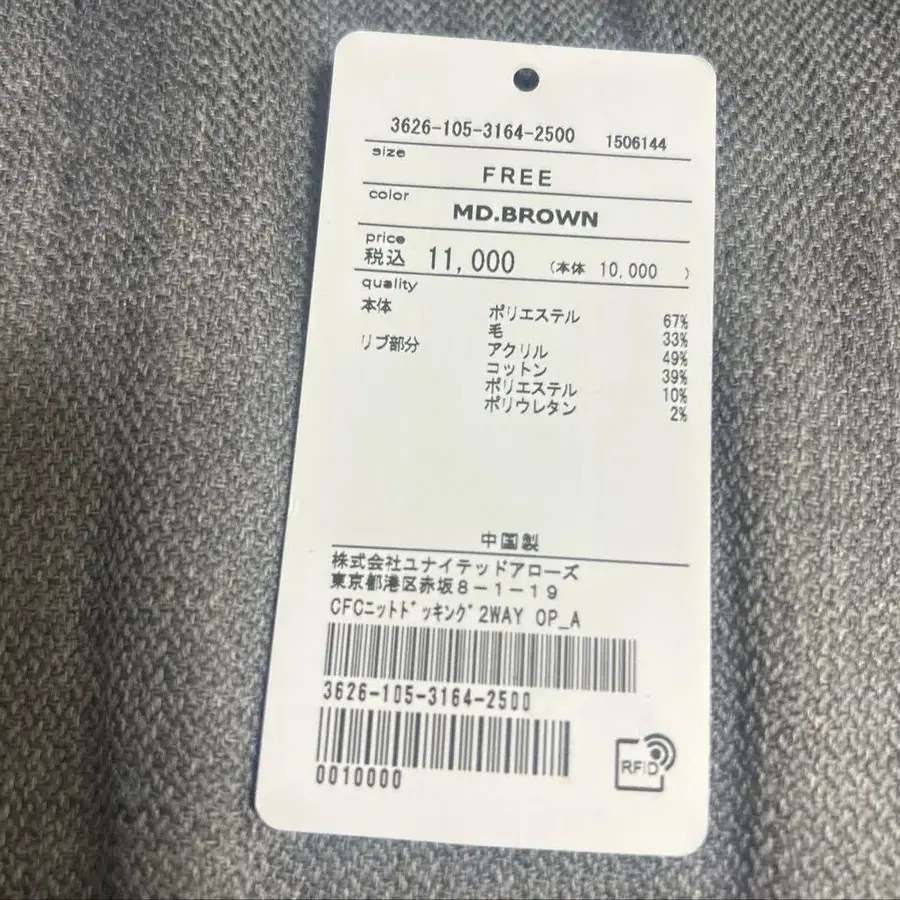 3626-105-3164-2500 1506144
size
FREE
color
MD.BROWN
price
税込 11,000 (本体 10,000 )
quality
本体 ポリエステル 67%
毛 33%
リブ部分 アクリル 49%
コットン 39%
ポリエステル 10%
ポリウレタン 2%
中国製
株式会社ユナイテッドアローズ
東京都港区赤坂8-1-19
CFCニットドッキング2WAY OP_A
3626-105-3164-2500
0010000
RFID